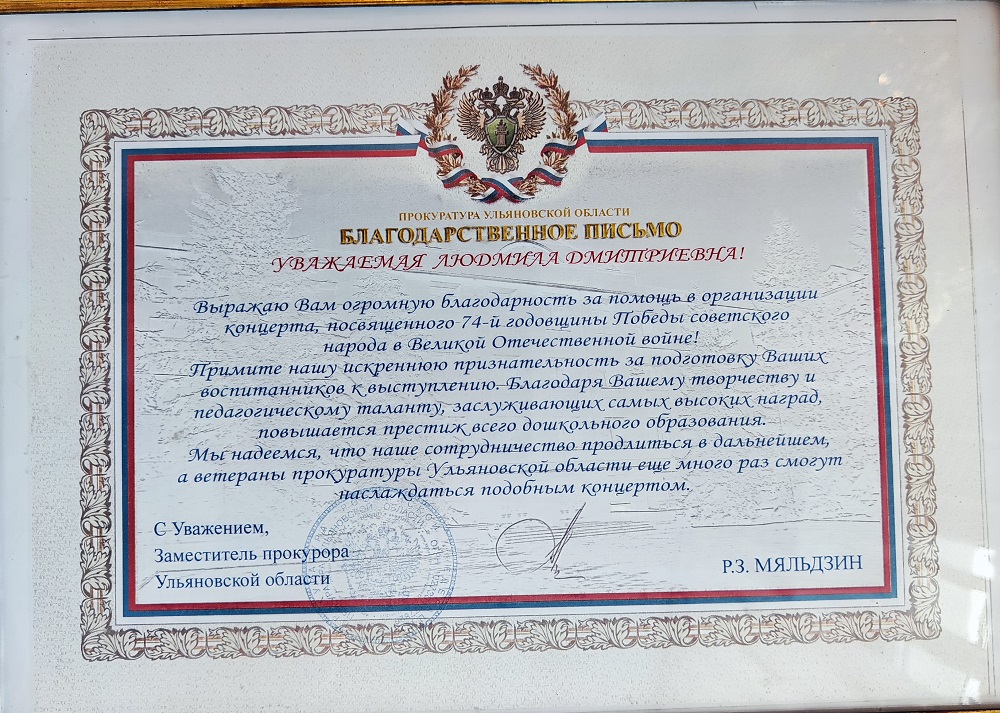 ПРОКУРАТУРА УЛЬЯНОВСКОЙ ОБЛАСТИ
БЛАГОДАРСТВЕННОЕ ПИСЬМО
УВАЖАЕМАЯ ЛЮДМИЛА ДМИТРИЕВНА!
Выражаю Вам огромную благодарность за помощь в организации
концерта, посвященного 74-й годовщины Победы советского
народа в Великой Отечественной войне!
Примите нашу искреннюю признательность за подготовку Ваших
воспитанников к выступлению. Благодаря Вашему творчеству и
педагогическому таланту, заслуживающих самых высоких наград,
повышается престиж всего дошкольного образования.
Мы надеемся, что наше сотрудничество продлиться в дальнейшем,
а ветераны прокуратуры Ульяновской области еще много раз смогут
наслаждаться подобным концертом.
С Уважением,
Заместитель прокурора
Ульяновской области
Р.З. МЯЛЬДЗИН